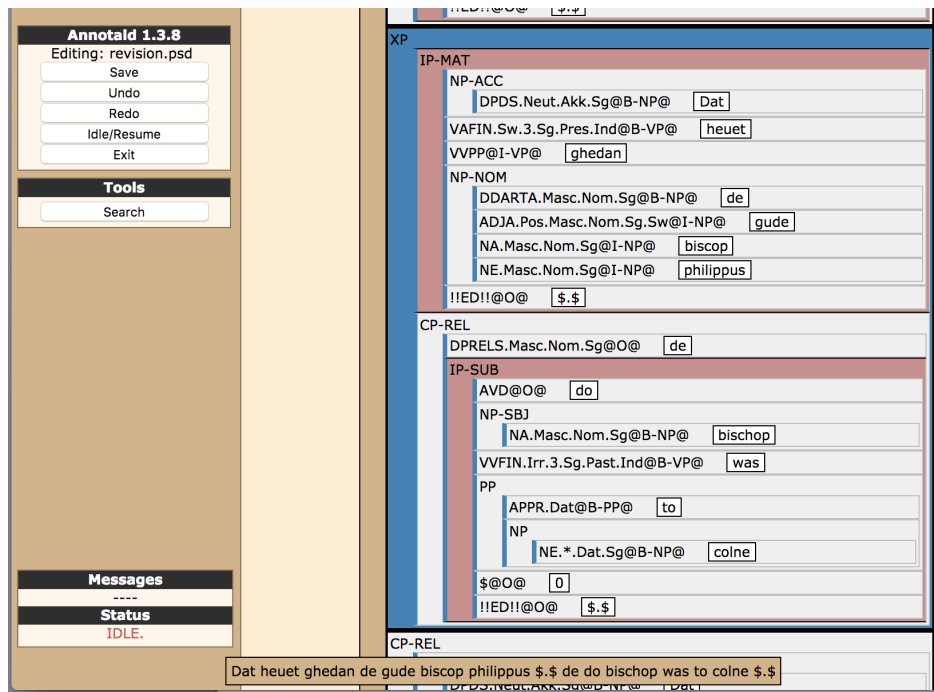 !!ED!!@O@ $.$
Annotald 1.3.8
Editing: revision.psd
Save
Undo
Redo
Idle/Resume
Exit
Tools
Search
Messages
----
Status
IDLE.
XP
IP-MAT
NP-ACC
DPDS.Neut.Akk.Sg@B-NP@ Dat
VAFIN.Sw.3.Sg.Pres.Ind@B-VP@ heuet
VVPP@I-VP@ ghedan
NP-NOM
DDARTA.Masc.Nom.Sg@B-NP@ de
ADJA.Pos.Masc.Nom.Sg.Sw@I-NP@ gude
NA.Masc.Nom.Sg@I-NP@ biscop
NE.Masc.Nom.Sg@I-NP@ philippus
!!ED!!@O@ $.$
CP-REL
DPRELS.Masc.Nom.Sg@O@ de
IP-SUB
AVD@O@ do
NP-SBJ
NA.Masc.Nom.Sg@B-NP@ bischop
VVFIN.Irr.3.Sg.Past.Ind@B-VP@ was
PP
APPR.Dat@B-PP@ to
NP
NE.*.Dat.Sg@B-NP@ colne
$@O@ 0
!!ED!!@O@ $.$
CP-REL
Dat heuet ghedan de gude biscop philippus $.$ de do bischop was to colne $.$
DPDS.Neut.Akk.Sg@B-NP@ Dat